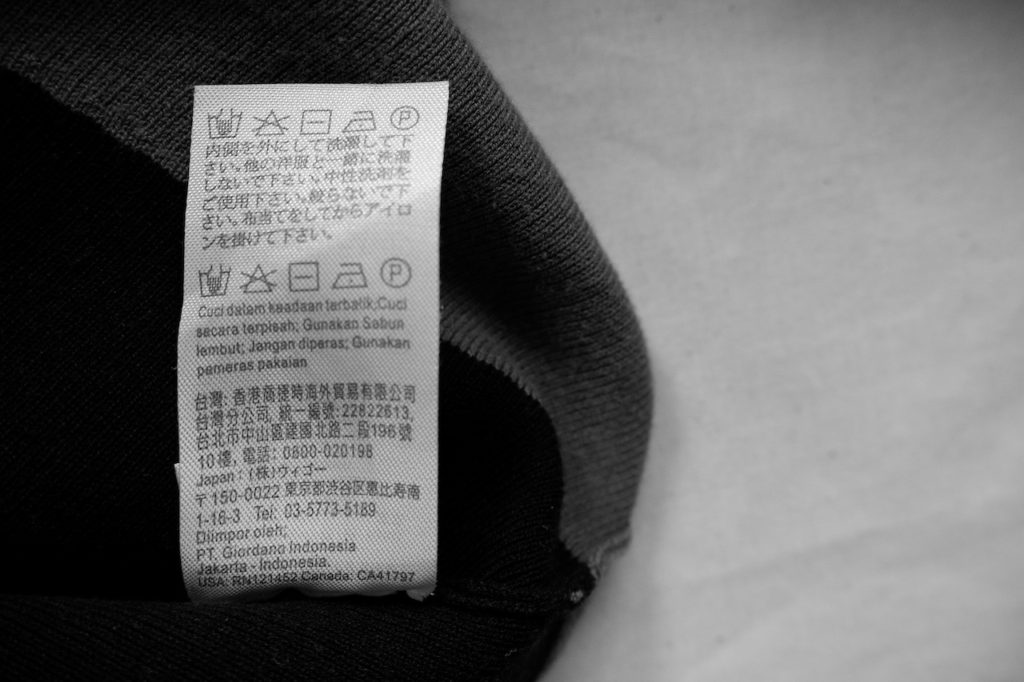 P
内側を外にして洗濯して下
さい。他の洋服と一緒に洗濯
しないで下さい。中性洗剤を
ご使用下さい。絞らないで下
さい。布当てをしてからアイロ
ンを掛けて下さい。
P
Cuci dalam keadaan terbalik;Cuci
secara terpisah; Gunakan Sabun
lembut; Jangan diperas; Gunakan
pemeras pakaian
台灣: 香港商捷時海外貿易有限公司
台灣分公司, 統一編號: 22822613,
台北市中山區建國北路二段196號
10樓, 電話: 0800-020198
Japan : (株)ウィゴー
〒150-0022 東京都渋谷区恵比寿南
1-16-3 Tel: 03-5773-5189
Diimpor oleh;
PT. Giordano Indonesia
Jakarta - Indonesia.
USA: RN121452 Canada: CA41797